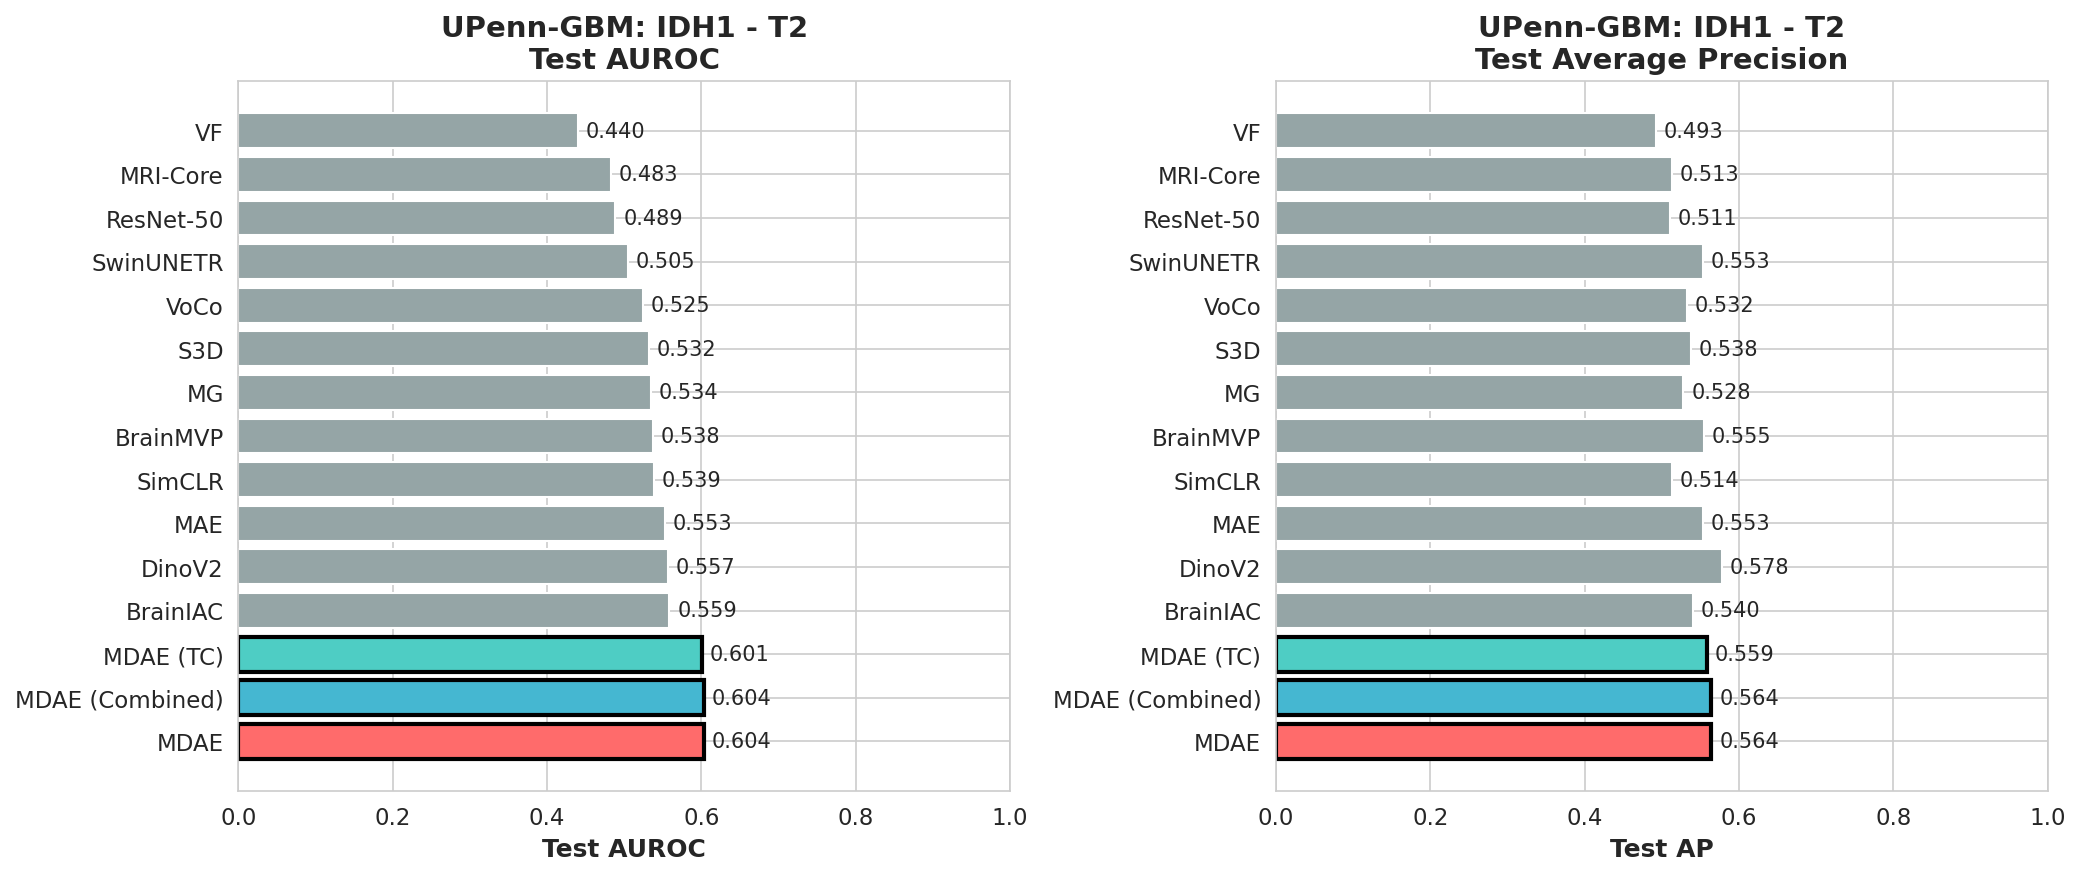 UPenn-GBM: IDH1 - T2
Test AUROC
VF 0.440
MRI-Core 0.483
ResNet-50 0.489
SwinUNETR 0.505
VoCo 0.525
S3D 0.532
MG 0.534
BrainMVP 0.538
SimCLR 0.539
MAE 0.553
DinoV2 0.557
BrainIAC 0.559
MDAE (TC) 0.601
MDAE (Combined) 0.604
MDAE 0.604
0.0 0.2 0.4 0.6 0.8 1.0
Test AUROC
UPenn-GBM: IDH1 - T2
Test Average Precision
VF 0.493
MRI-Core 0.513
ResNet-50 0.511
SwinUNETR 0.553
VoCo 0.532
S3D 0.538
MG 0.528
BrainMVP 0.555
SimCLR 0.514
MAE 0.553
DinoV2 0.578
BrainIAC 0.540
MDAE (TC) 0.559
MDAE (Combined) 0.564
MDAE 0.564
0.0 0.2 0.4 0.6 0.8 1.0
Test AP